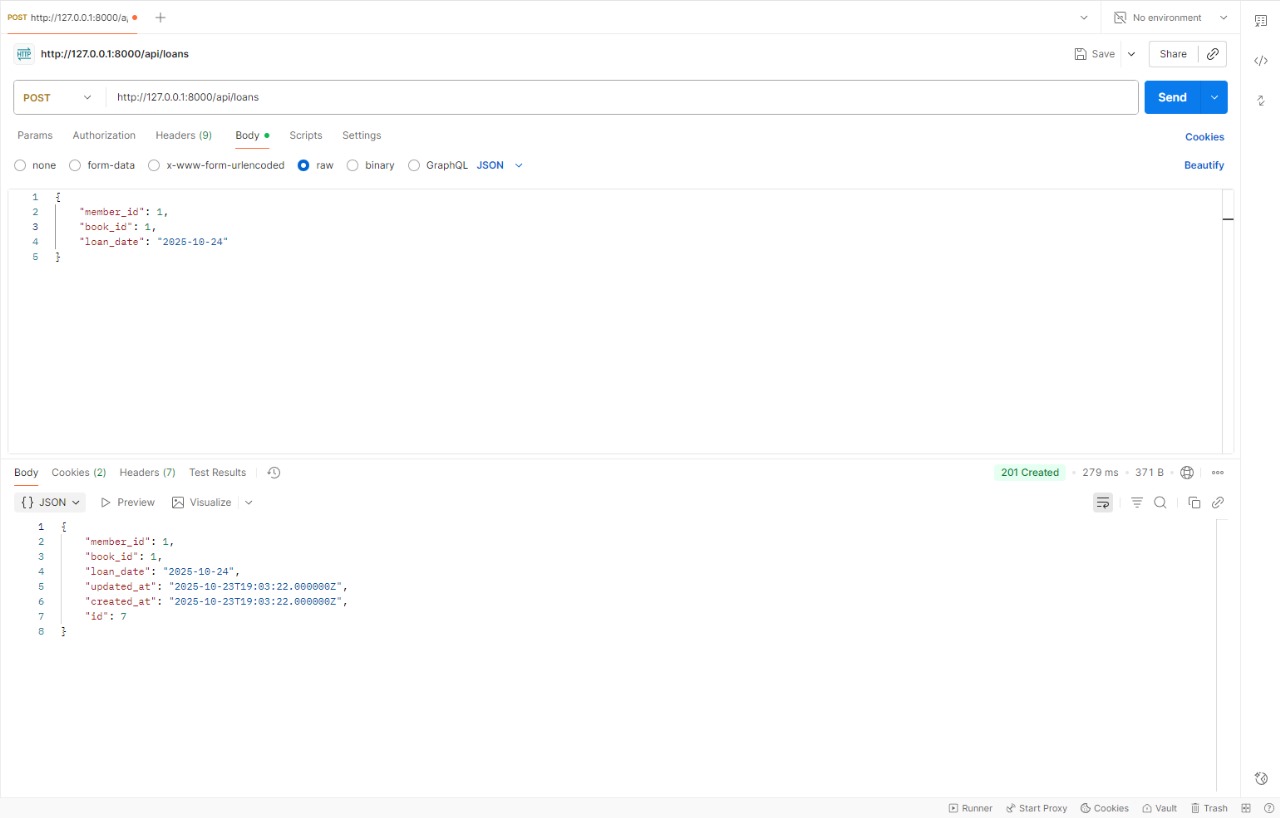 POST http://127.0.0.1:8000/a,
No environment
HTTP http://127.0.0.1:8000/api/loans
Save
Share
POST
http://127.0.0.1:8000/api/loans
Send
Params Authorization Headers (9) Body Scripts Settings
Cookies
none form-data x-www-form-urlencoded raw binary GraphQL JSON
Beautify
1 {
2 "member_id": 1,
3 "book_id": 1,
4 "loan_date": "2025-10-24"
5 }
Body Cookies (2) Headers (7) Test Results
201 Created 279 ms 371 B
{} JSON Preview Visualize
1 {
2 "member_id": 1,
3 "book_id": 1,
4 "loan_date": "2025-10-24",
5 "updated_at": "2025-10-23T19:03:22.000000Z",
6 "created_at": "2025-10-23T19:03:22.000000Z",
7 "id": 7
8 }
Runner Start Proxy Cookies Vault Trash